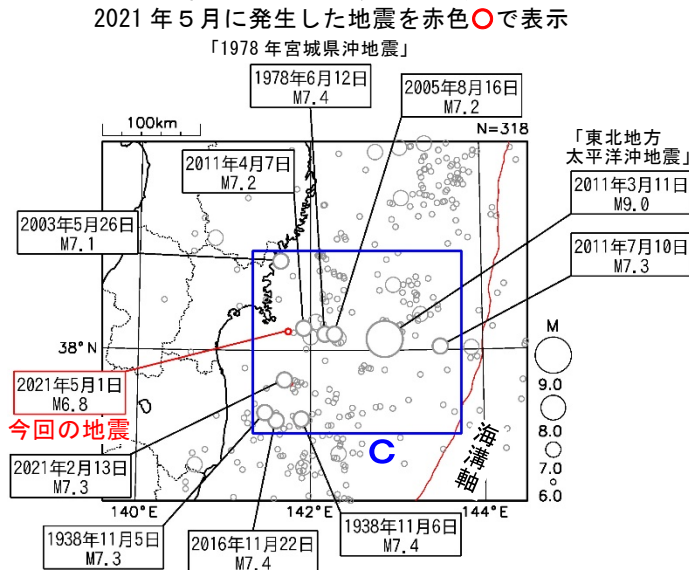 2021年5月に発生した地震を赤色○で表示
「1978年宮城県沖地震」
1978年6月12日
M7.4
2005年8月16日
M7.2
100km
N=318
「東北地方
太平洋沖地震」
2011年4月7日
M7.2
2011年3月11日
M9.0
2003年5月26日
M7.1
2011年7月10日
M7.3
38°N
M
9.0
8.0
7.0
6.0
2021年5月1日
M6.8
今回の地震
C
海溝軸
2021年2月13日
M7.3
140°E
142°E
144°E
1938年11月5日
M7.3
2016年11月22日
M7.4
1938年11月6日
M7.4